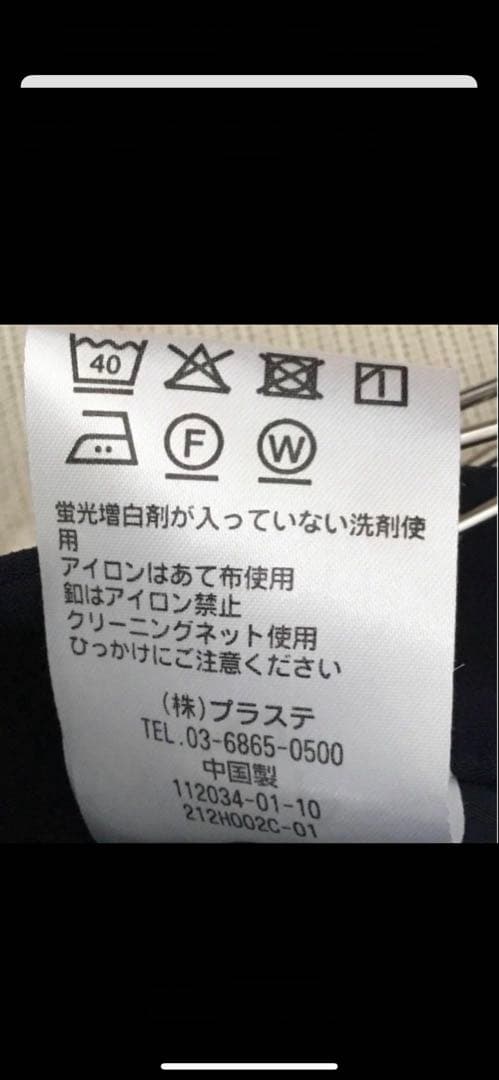 40
F W
蛍光増白剤が入っていない洗剤使
用
アイロンはあて布使用
釦はアイロン禁止
クリーニングネット使用
ひっかけにご注意ください
(株)プラステ
TEL.03-6865-0500
中国製
112034-01-10
212H002C-01